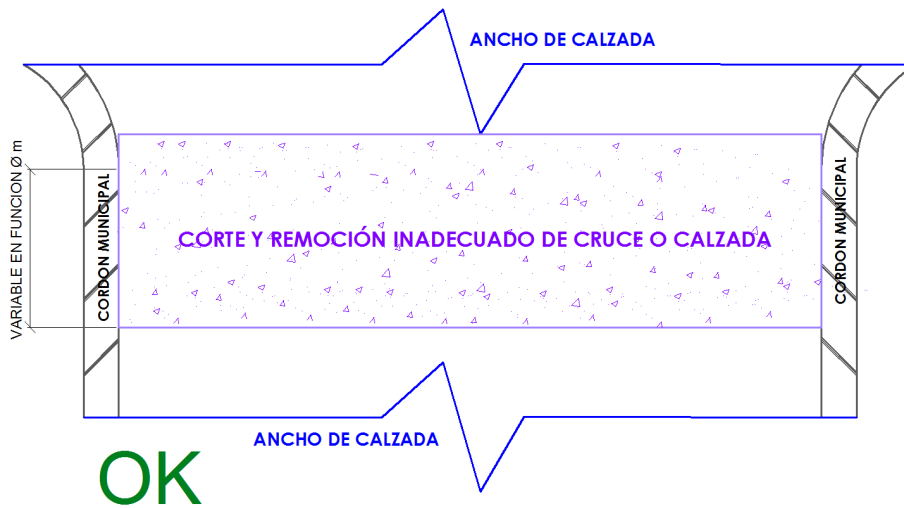 ANCHO DE CALZADA
VARIABLE EN FUNCION Ø m
CORDON MUNICIPAL
CORTE Y REMOCIÓN INADECUADO DE CRUCE O CALZADA
CORDON MUNICIPAL
ANCHO DE CALZADA
OK